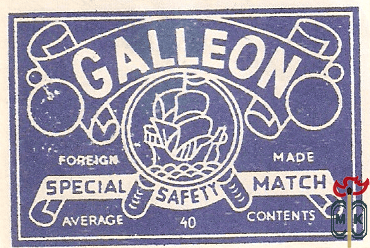 GALLEON
FOREIGN MADE
SPECIAL SAFETY MATCH
AVERAGE 40 CONTENTS